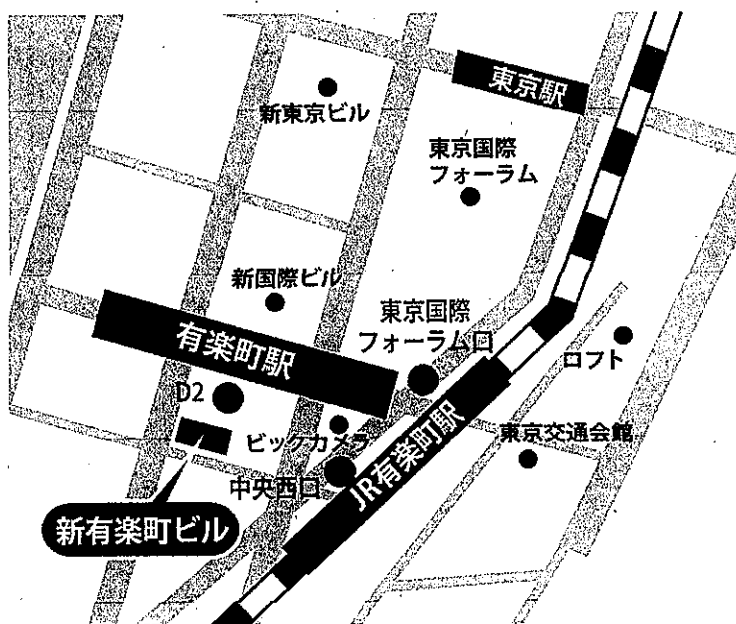 東京駅
新東京ビル
東京国際
フォーラム
新国際ビル
東京国際
フォーラム口
有楽町駅
ロフト
D2
ビックカメラ
東京交通会館
中央西口
JR有楽町駅
新有楽町ビル